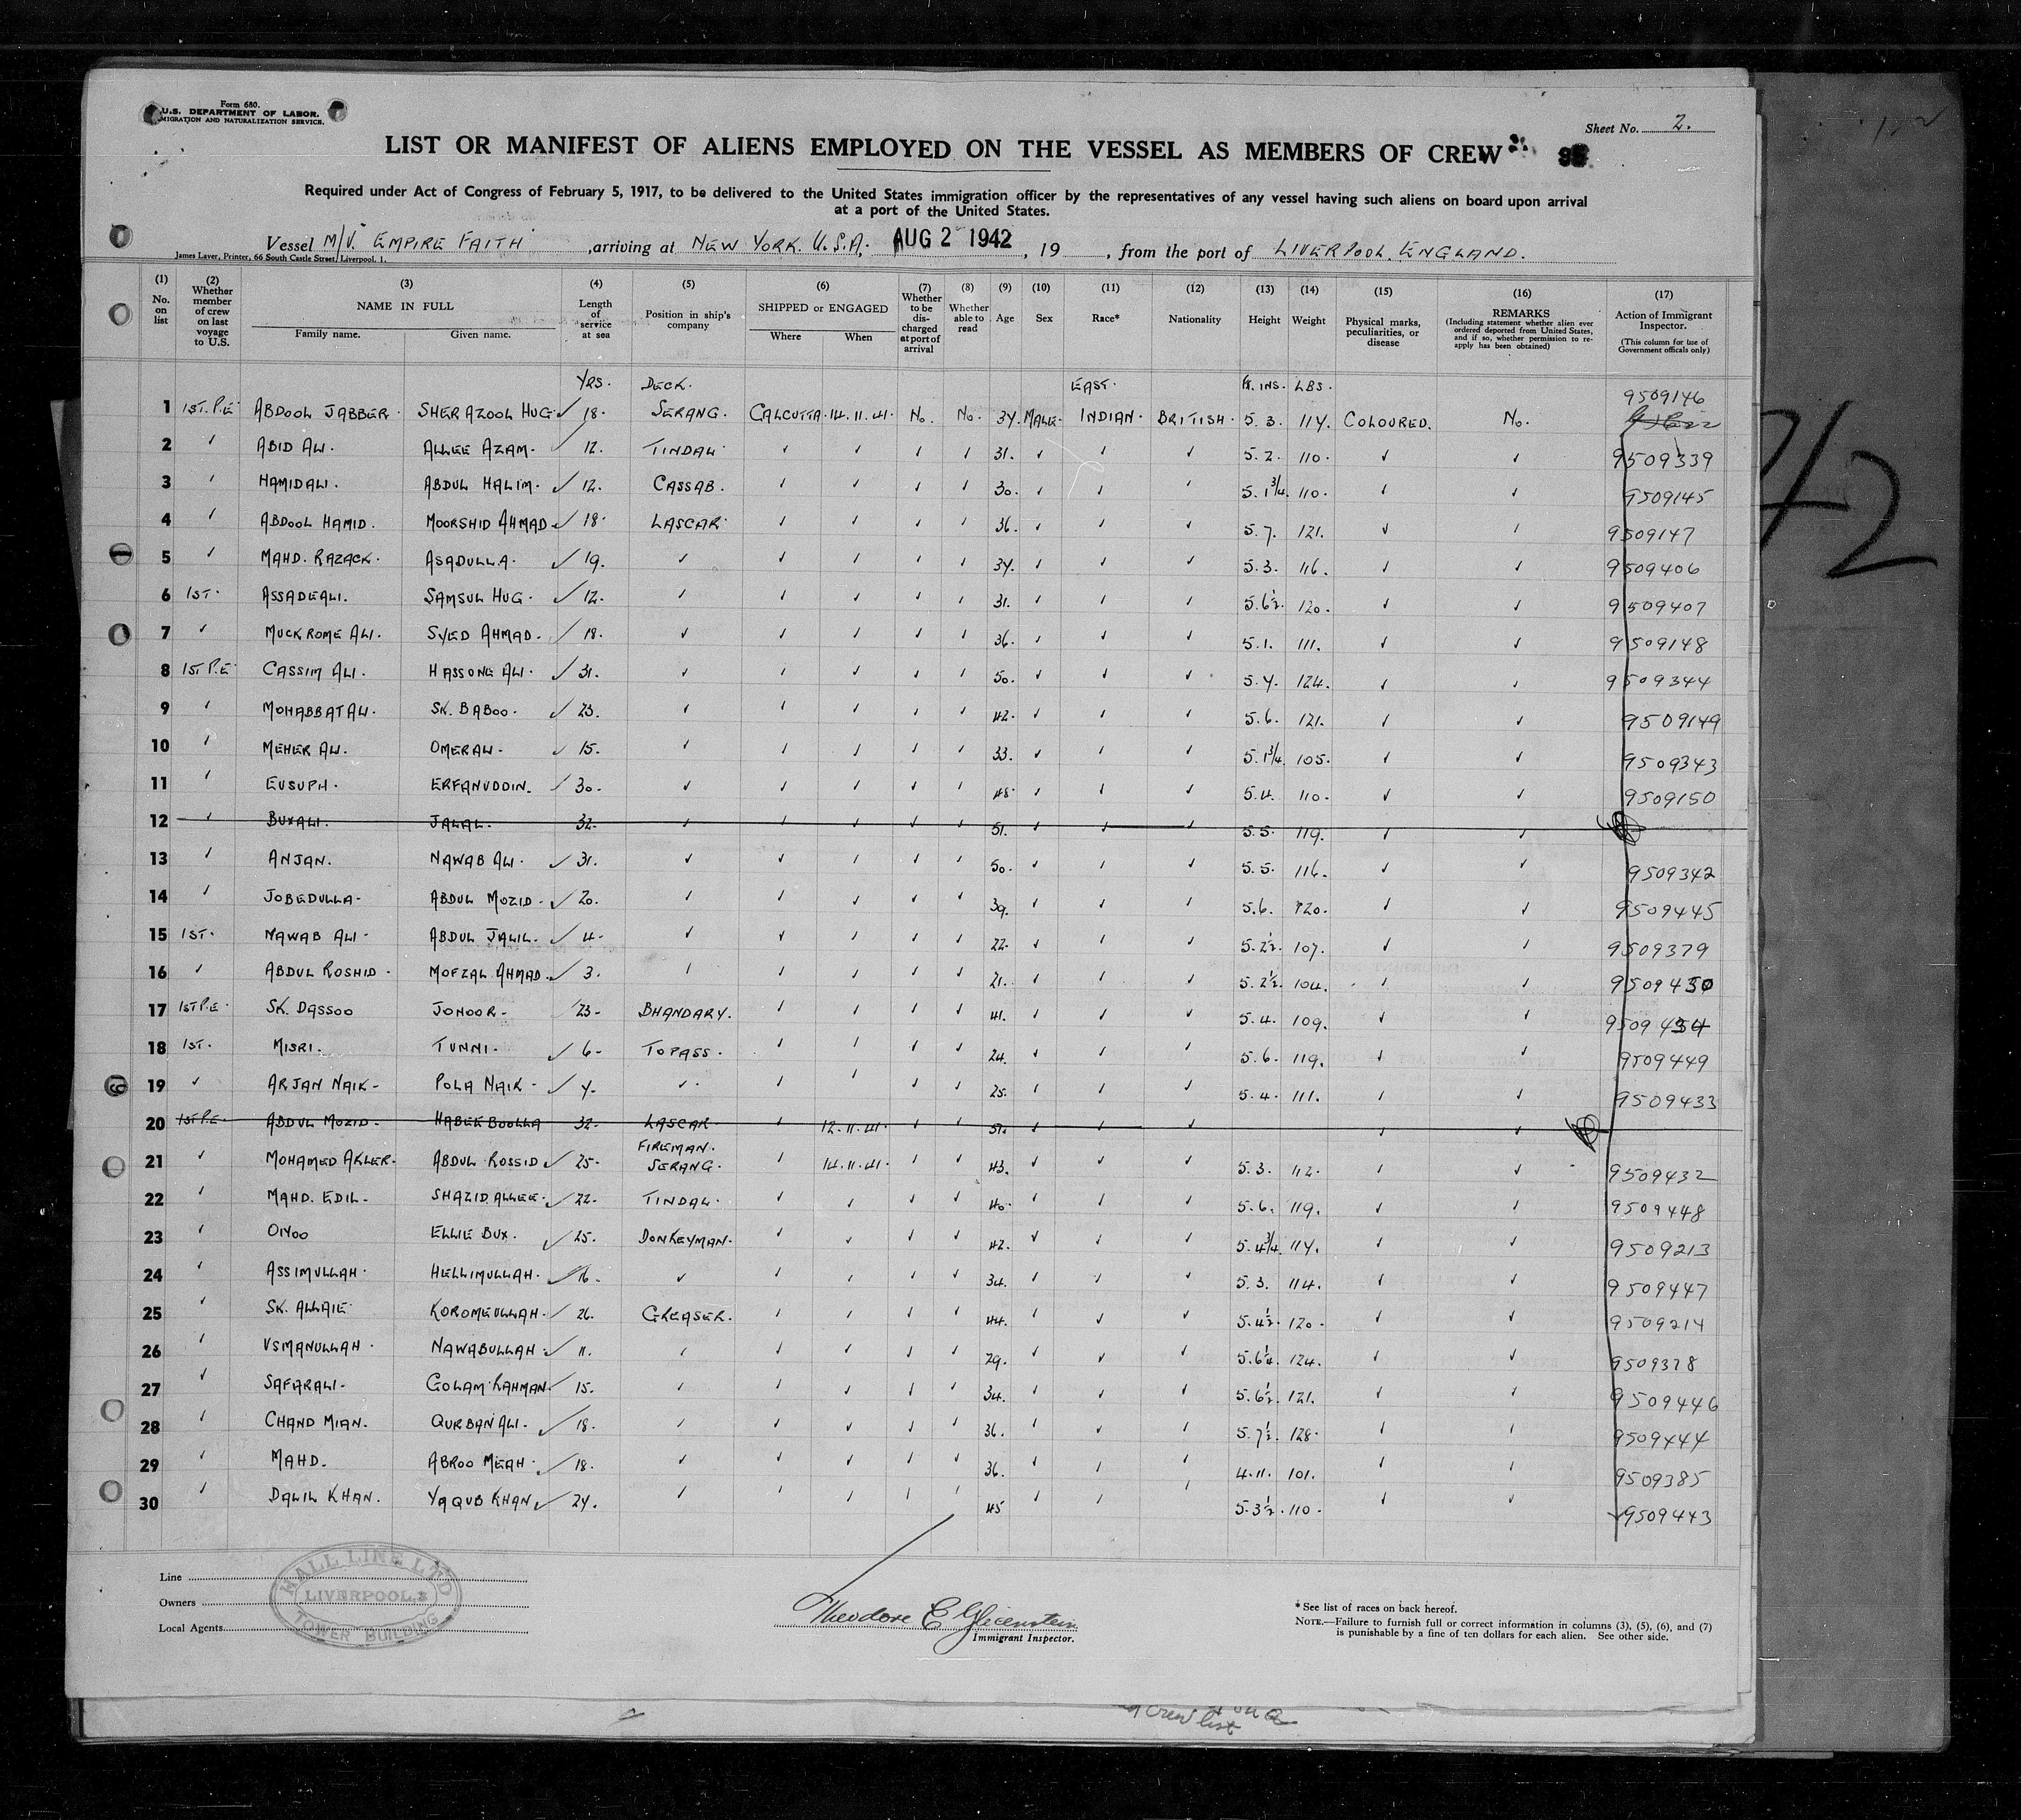 Form 680.
U.S. DEPARTMENT OF LABOR.
MIGRATION AND NATURALIZATION SERVICE.
Sheet No. 2.
LIST OR MANIFEST OF ALIENS EMPLOYED ON THE VESSEL AS MEMBERS OF CREW
Required under Act of Congress of February 5, 1917, to be delivered to the United States immigration officer by the representatives of any vessel having such aliens on board upon arrival
at a port of the United States.
Vessel M/V. "EMPIRE FAITH" ,arriving at NEW YORK. U.S.A, AUG 2 1942, 19 , from the port of LIVERPOOL, ENGLAND.
James Laver, Printer, 66 South Castle Street, Liverpool. 1.
(1) No. on list (2) Whether member of crew on last voyage to U.S. (3) NAME IN FULL Family name. Given name. (4) Length of service at sea (5) Position in ship's company (6) SHIPPED or ENGAGED Where When (7) Whether to be discharged at port of arrival (8) Whether able to read (9) Age (10) Sex (11) Race* (12) Nationality (13) Height (14) Weight (15) Physical marks, peculiarities, or disease (16) REMARKS (Including statement whether alien ever ordered deported from United States, and if so, whether permission to re-apply has been obtained) (17) Action of Immigrant Inspector. (This column for use of Government officals only)
YRS. DECK. EAST. Ft. INS. LBS. 9509146
1 1ST. P.E ABDOOL JABBER. SHERAZOOL HUG. ✓ 18. SERANG. CALCUTTA. 14.11.41. No. No. 34. MALE. INDIAN. BRITISH. 5.3. 114. COLOURED. No.
2 ✓ ABID ALI. ALLEE AZAM. 12. TINDAL ✓ ✓ ✓ ✓ 31. ✓ ✓ ✓ 5.2. 110. ✓ ✓ 9509339
3 ✓ HAMIDALI. ABDUL HALIM. ✓ 12. CASSAB. ✓ ✓ ✓ ✓ 30. ✓ ✓ ✓ 5.1¾. 110. ✓ ✓ 9509145
4 ✓ ABDOOL HAMID. MOORSHID AHMAD ✓ 18. LASCAR. ✓ ✓ ✓ ✓ 36. ✓ ✓ ✓ 5.7. 121. ✓ ✓ 9509147
5 ✓ MAHD. RAZACK. ASADULLA. ✓ 19. ✓ ✓ ✓ ✓ ✓ 34. ✓ ✓ ✓ 5.3. 116. ✓ ✓ 9509406
6 1ST. ASSADEALI. SAMSUL HUG. ✓ 12. ✓ ✓ ✓ ✓ ✓ 31. ✓ ✓ ✓ 5.6½. 120. ✓ ✓ 9509407
7 ✓ MUCKROME ALI. SYED AHMAD. ✓ 18. ✓ ✓ ✓ ✓ ✓ 36. ✓ ✓ ✓ 5.1. 111. ✓ ✓ 9509148
8 1ST P.E CASSIM ALI. HASSONE ALI. ✓ 31. ✓ ✓ ✓ ✓ ✓ 50. ✓ ✓ ✓ 5.4. 124. ✓ ✓ 9509344
9 ✓ MOHABBAT ALI. SK. BABOO. ✓ 23. ✓ ✓ ✓ ✓ ✓ 42. ✓ ✓ ✓ 5.6. 121. ✓ ✓ 9509149
10 ✓ MEHER ALI. OMERALI. ✓ 15. ✓ ✓ ✓ ✓ ✓ 33. ✓ ✓ ✓ 5.1¾. 105. ✓ ✓ 9509343
11 ✓ EUSUPH. ERFANUDDIN. ✓ 30. ✓ ✓ ✓ ✓ ✓ 48. ✓ ✓ ✓ 5.4. 110. ✓ ✓ 9509150
12 ✓ BUXALI. JALAL. 32. ✓ ✓ ✓ ✓ ✓ 51. ✓ ✓ ✓ 5.5. 119. ✓ ✓
13 ✓ ANJAN. NAWAB ALI. ✓ 31. ✓ ✓ ✓ ✓ ✓ 50. ✓ ✓ ✓ 5.5. 116. ✓ ✓ 9509342
14 ✓ JOBEDULLA. ABDUL MOZID. ✓ 20. ✓ ✓ ✓ ✓ ✓ 39. ✓ ✓ ✓ 5.6. 120. ✓ ✓ 9509445
15 1ST. NAWAB ALI. ABDUL JALIL. ✓ 4. ✓ ✓ ✓ ✓ ✓ 22. ✓ ✓ ✓ 5.2½. 107. ✓ ✓ 9509379
16 ✓ ABDUL ROSHID. MOFZAL AHMAD. ✓ 3. ✓ ✓ ✓ ✓ ✓ 21. ✓ ✓ ✓ 5.2½. 104. ✓ ✓ 9509430
17 1ST P.E. SK. DASSOO JONOOR. 23. BHANDARY. ✓ ✓ ✓ ✓ 41. ✓ ✓ ✓ 5.4. 109. ✓ ✓ 9509434
18 1ST. MISRI. TUNNI. ✓ 6. TOPASS. ✓ ✓ ✓ ✓ 24. ✓ ✓ ✓ 5.6. 119. ✓ ✓ 9509449
19 ✓ ARJAN NAIK. POLA NAIK. ✓ 4. ✓ ✓ ✓ ✓ ✓ 25. ✓ ✓ ✓ 5.4. 111. ✓ ✓ 9509433
20 1ST P.E. ABDUL MOZID. HABEEBOOLLA 32. LASCAR. ✓ 12.11.41. ✓ ✓ 51. ✓ ✓ ✓ ✓ ✓
FIREMAN.
21 ✓ MOHAMED AKLER. ABDUL ROSSID ✓ 25. SERANG. ✓ 14.11.41. ✓ ✓ 43. ✓ ✓ ✓ 5.3. 112. ✓ ✓ 9509432
22 ✓ MAHD. EDIL. SHAZID ALLEE. ✓ 22. TINDAL. ✓ ✓ ✓ ✓ 40. ✓ ✓ ✓ 5.6. 119. ✓ ✓ 9509448
23 ✓ OIYOO ELLIE BUX. ✓ 25. DONKEYMAN. ✓ ✓ ✓ ✓ 42. ✓ ✓ ✓ 5.4¾. 114. ✓ ✓ 9509213
24 ✓ ASSIMULLAH. HELLIMULLAH. ✓ 16. ✓ ✓ ✓ ✓ ✓ 34. ✓ ✓ ✓ 5.3. 114. ✓ ✓ 9509447
25 ✓ SK. ALLAIE. KOROMEULLAH. ✓ 26. GREASER. ✓ ✓ ✓ ✓ 44. ✓ ✓ ✓ 5.4½. 120. ✓ ✓ 9509214
26 ✓ USMANULLAH. NAWABULLAH. ✓ 11. ✓ ✓ ✓ ✓ ✓ 29. ✓ ✓ ✓ 5.6¼. 124. ✓ ✓ 9509378
27 ✓ SAFARALI. GOLAM RAHMAN. ✓ 15. ✓ ✓ ✓ ✓ ✓ 34. ✓ ✓ ✓ 5.6½. 121. ✓ ✓ 9509446
28 ✓ CHAND MIAN. QURBAN ALI. ✓ 18. ✓ ✓ ✓ ✓ ✓ 36. ✓ ✓ ✓ 5.7½. 128. ✓ ✓ 9509444
29 ✓ MAHD. ABROO MEAH. ✓ 18. ✓ ✓ ✓ ✓ ✓ 36. ✓ ✓ ✓ 4.11. 101. ✓ ✓ 9509385
30 ✓ DALIL KHAN. YAQUB KHAN. ✓ 24. ✓ ✓ ✓ ✓ ✓ 45 ✓ ✓ 5.3½. 110. ✓ ✓ 9509443
Line
Owners
Local Agents
HALL LINE LTD
LIVERPOOL, 3
TOWER BUILDING
Theodore E Gleienstein
Immigrant Inspector.
* See list of races on back hereof.
NOTE.—Failure to furnish full or correct information in columns (3), (5), (6), and (7)
is punishable by a fine of ten dollars for each alien. See other side.
crew list